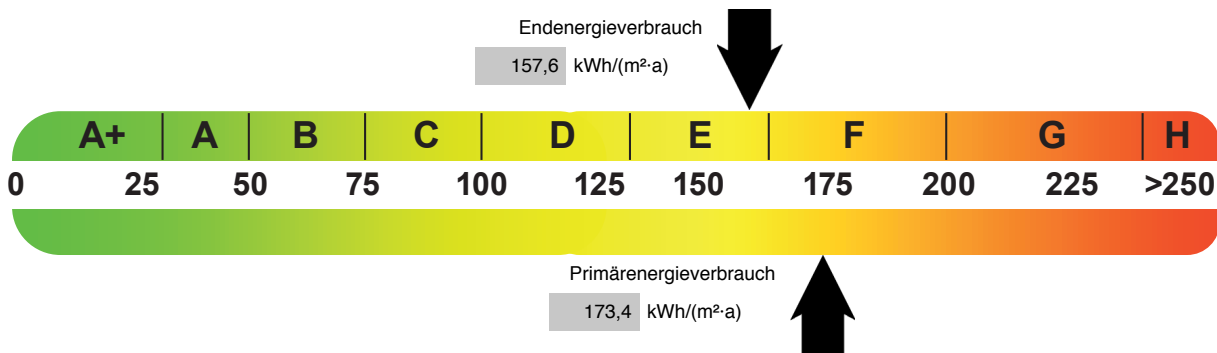 Endenergieverbrauch
157,6 kWh/(m²·a)
A+ A B C D E F G H
0 25 50 75 100 125 150 175 200 225 >250
Primärenergieverbrauch
173,4 kWh/(m²·a)